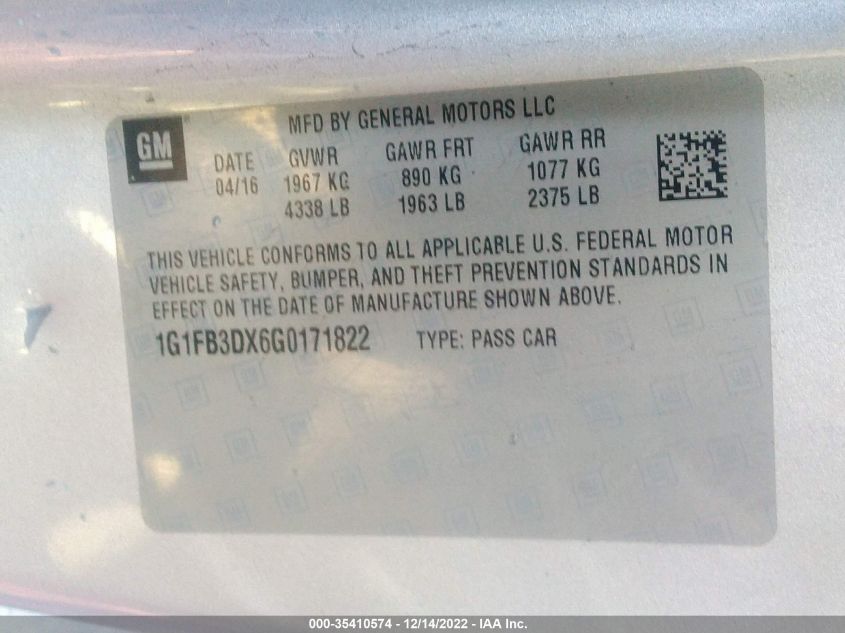 MFD BY GENERAL MOTORS LLC
GM
DATE GVWR GAWR FRT GAWR RR
04/16 1967 KG 890 KG 1077 KG
4338 LB 1963 LB 2375 LB
THIS VEHICLE CONFORMS TO ALL APPLICABLE U.S. FEDERAL MOTOR
VEHICLE SAFETY, BUMPER, AND THEFT PREVENTION STANDARDS IN
EFFECT ON THE DATE OF MANUFACTURE SHOWN ABOVE.
1G1FB3DX6G0171822 TYPE: PASS CAR
000-35410574 - 12/14/2022 - IAA Inc.